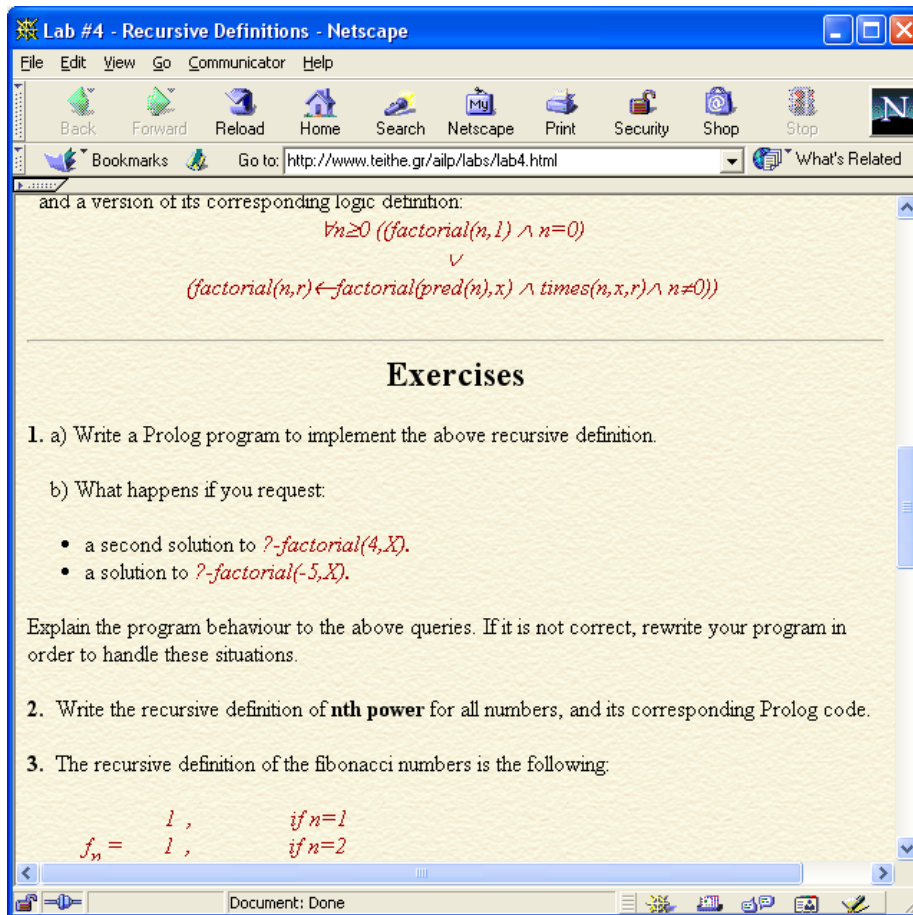 Lab #4 - Recursive Definitions - Netscape
File Edit View Go Communicator Help
My N
Back Forward Reload Home Search Netscape Print Security Shop Stop
Bookmarks Go to: http://www.teithe.gr/ailp/labs/lab4.html What's Related
and a version of its corresponding logic definition:
∀n≥0 ((factorial(n,1) ∧ n=0)
∨
(factorial(n,r)←factorial(pred(n),x) ∧ times(n,x,r)∧ n≠0))
Exercises
1. a) Write a Prolog program to implement the above recursive definition.
b) What happens if you request:
• a second solution to ?-factorial(4,X).
• a solution to ?-factorial(-5,X).
Explain the program behaviour to the above queries. If it is not correct, rewrite your program in
order to handle these situations.
2. Write the recursive definition of nth power for all numbers, and its corresponding Prolog code.
3. The recursive definition of the fibonacci numbers is the following:
1 , if n=1
fn = 1 , if n=2
Document: Done